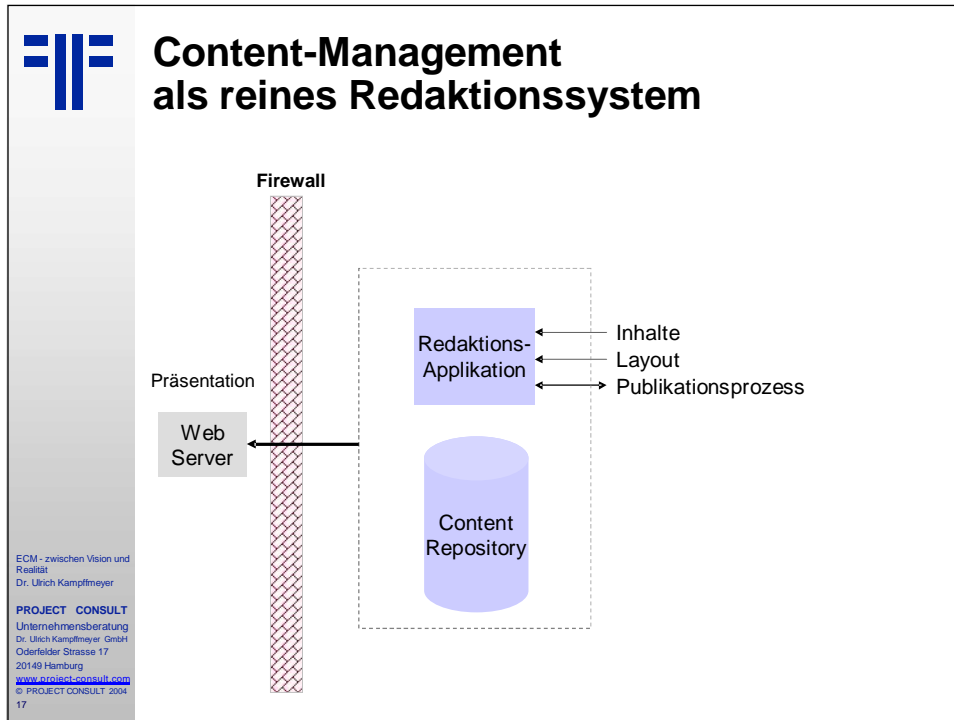 Content-Management
als reines Redaktionssystem
Firewall
Redaktions-
Applikation
Inhalte
Layout
Publikationsprozess
Präsentation
Web
Server
Content
Repository
ECM - zwischen Vision und
Realität
Dr. Ulrich Kampffmeyer
PROJECT CONSULT
Unternehmensberatung
Dr. Ulrich Kampffmeyer GmbH
Oderfelder Strasse 17
20149 Hamburg
www.project-consult.com
© PROJECT CONSULT 2004
17